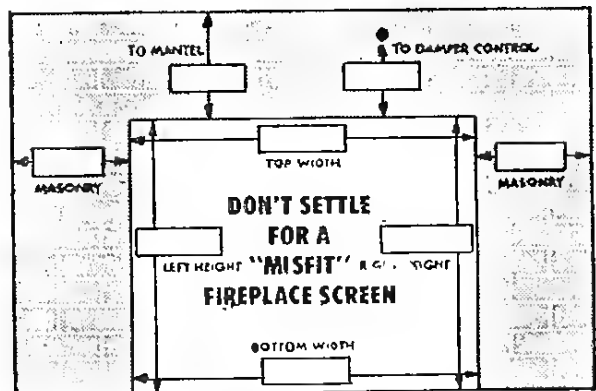 TO MANTEL
TO DAMPER CONTROL
TOP WIDTH
MASONRY
MASONRY
DON'T SETTLE
FOR A
LEFT HEIGHT
"MISFIT"
FIREPLACE SCREEN
BOTTOM WIDTH